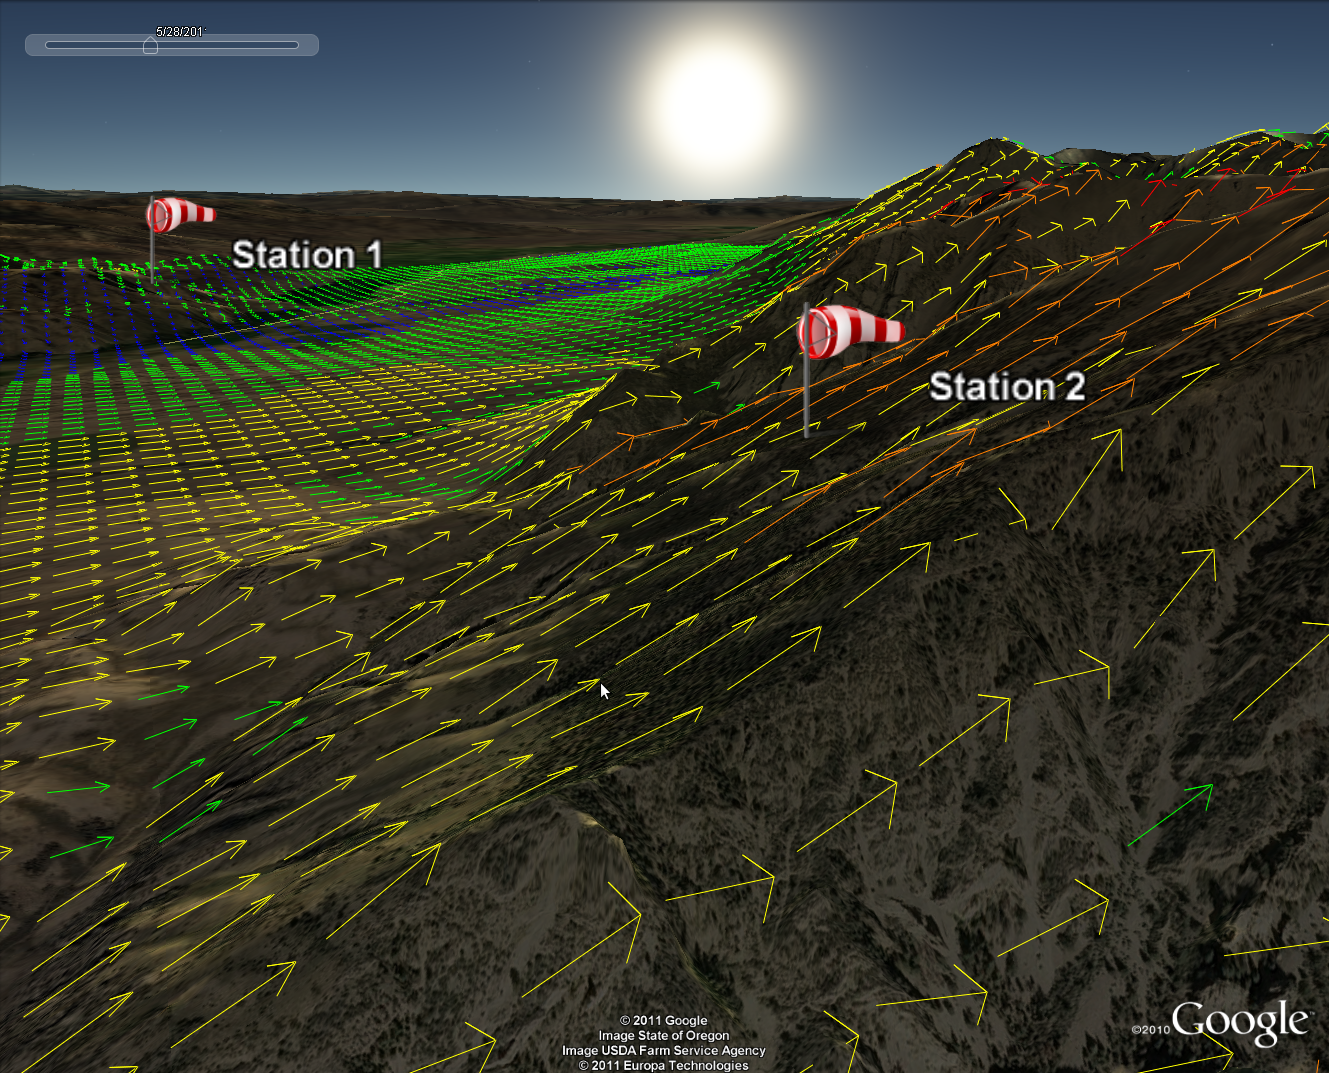 5/28/201
Station 1
Station 2
© 2011 Google
Image State of Oregon
Image USDA Farm Service Agency
© 2011 Europa Technologies
©2010 Google